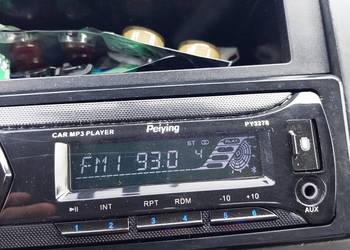 Peiying
CAR MP3 PLAYER
PY3278
FM1 93.0
ST
4
INT
RPT
RDM
-10
+10
1
2
3
4
5
6
AUX